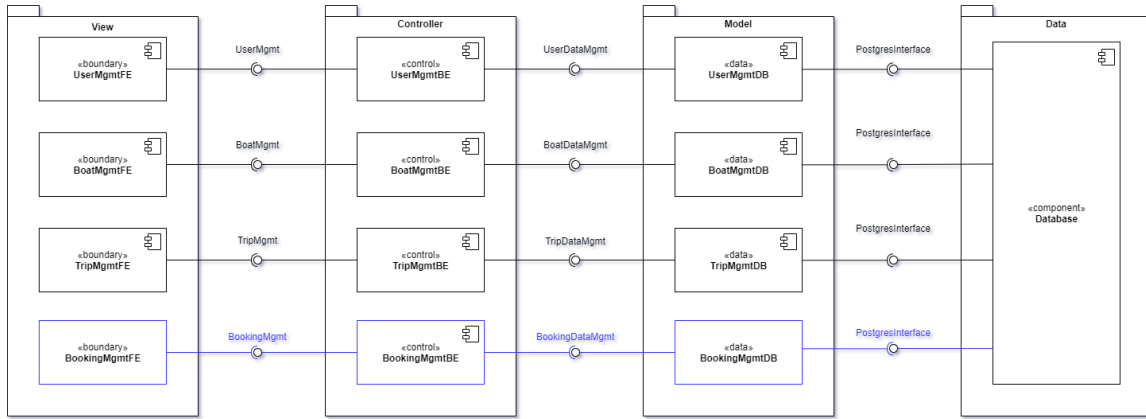 View
Controller
Model
Data
«boundary»
UserMgmtFE
UserMgmt
«control»
UserMgmtBE
UserDataMgmt
«data»
UserMgmtDB
PostgresInterface
«boundary»
BoatMgmtFE
BoatMgmt
«control»
BoatMgmtBE
BoatDataMgmt
«data»
BoatMgmtDB
PostgresInterface
«component»
Database
«boundary»
TripMgmtFE
TripMgmt
«control»
TripMgmtBE
TripDataMgmt
«data»
TripMgmtDB
PostgresInterface
«boundary»
BookingMgmtFE
BookingMgmt
«control»
BookingMgmtBE
BookingDataMgmt
«data»
BookingMgmtDB
PostgresInterface